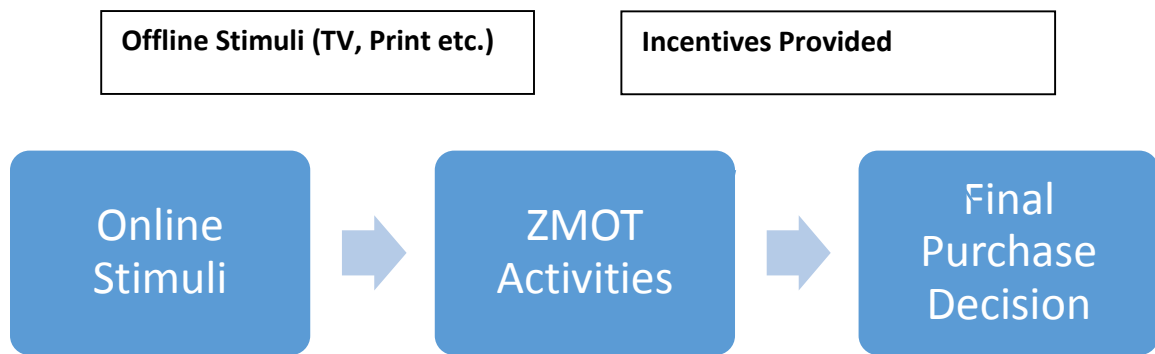 Offline Stimuli (TV, Print etc.)
Incentives Provided
Online
Stimuli
ZMOT
Activities
Final
Purchase
Decision